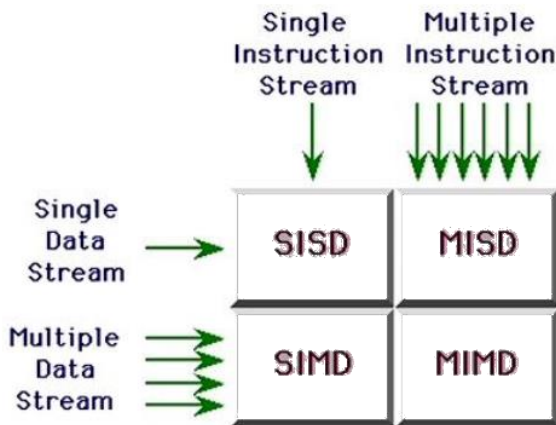 Single
Instruction
Stream
Multiple
Instruction
Stream
Single
Data
Stream
SISD
MISD
Multiple
Data
Stream
SIMD
MIMD